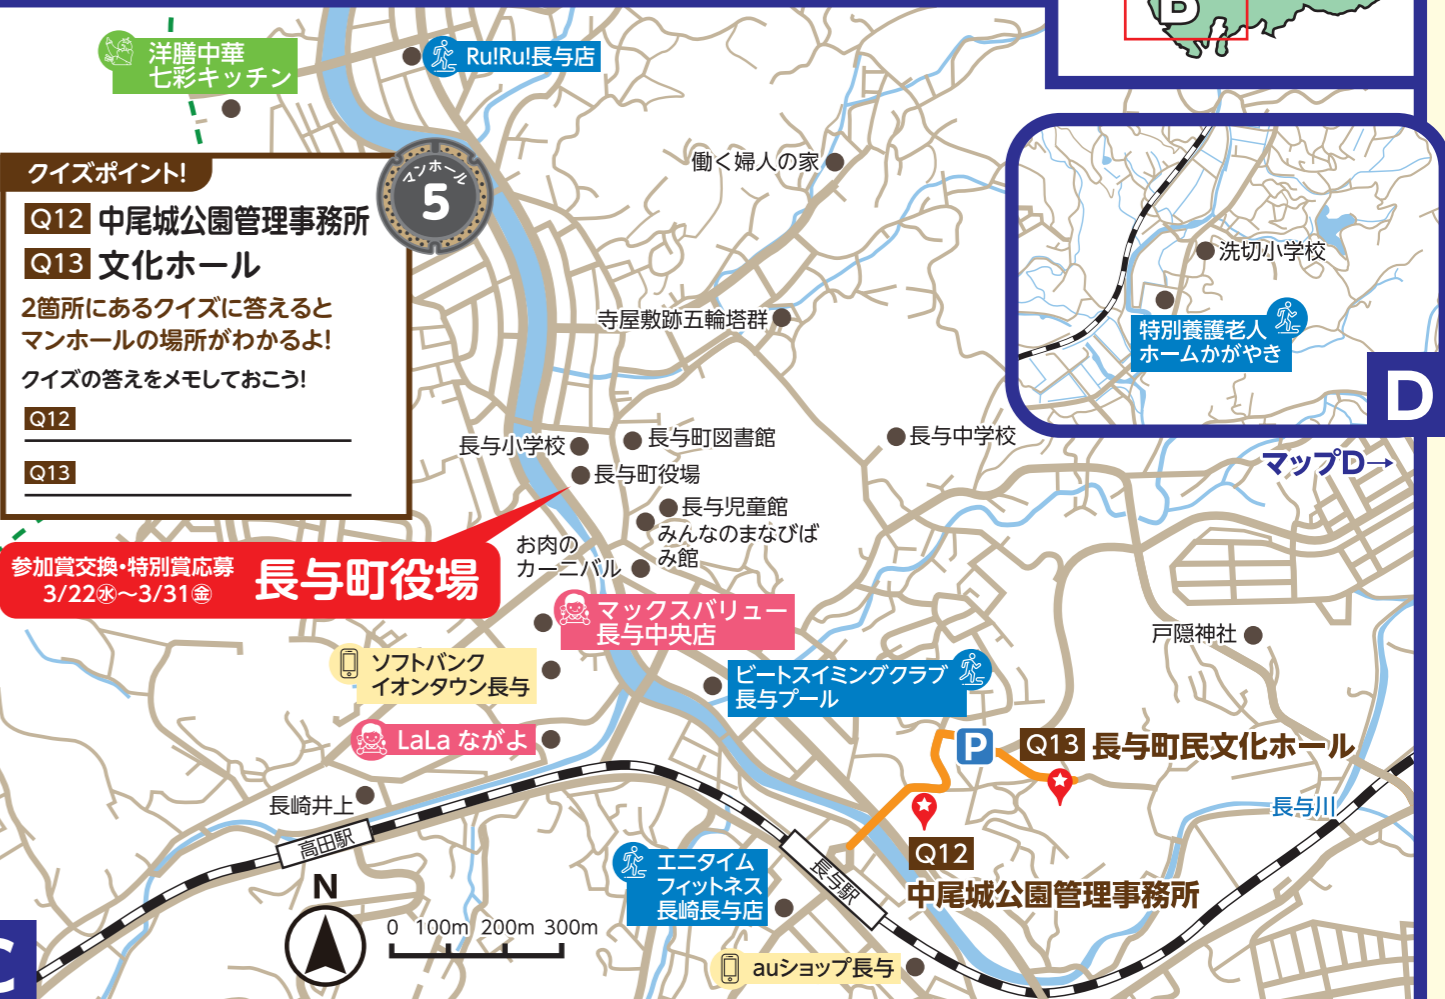 B
洋膳中華
七彩キッチン
Ru!Ru!長与店
クイズポイント!
マンホール
5
Q12 中尾城公園管理事務所
Q13 文化ホール
2箇所にあるクイズに答えると
マンホールの場所がわかるよ!
クイズの答えをメモしておこう!
Q12
Q13
働く婦人の家
寺屋敷跡五輪塔群
洗切小学校
特別養護老人
ホームかがやき
D
マップD→
長与小学校
長与町図書館
長与中学校
長与町役場
長与児童館
みんなのまなびば
み館
お肉の
カーニバル
参加賞交換・特別賞応募
3/22㊌〜3/31㊎
長与町役場
マックスバリュー
長与中央店
戸隠神社
ソフトバンク
イオンタウン長与
ビートスイミングクラブ
長与プール
LaLa ながよ
P
Q13 長与町民文化ホール
長崎井上
高田駅
長与川
Q12
中尾城公園管理事務所
エニタイム
フィットネス
長崎長与店
長与駅
N
0 100m 200m 300m
auショップ長与
C